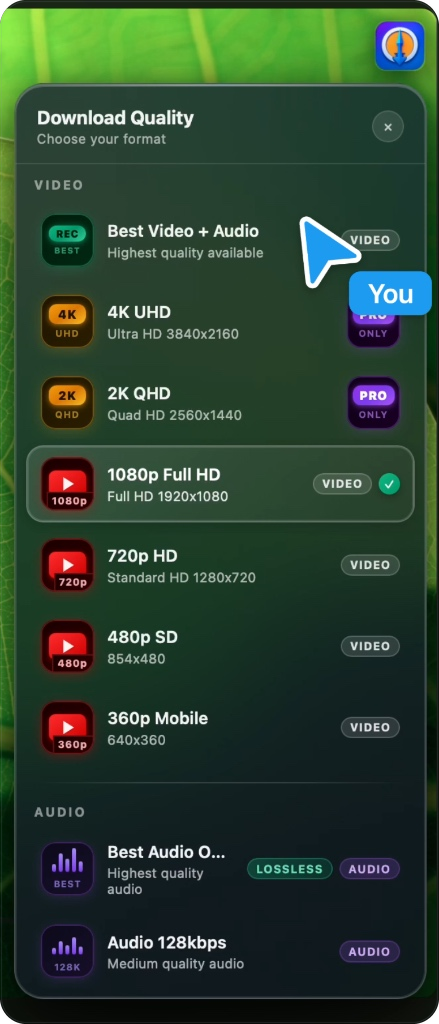 Download Quality
Choose your format
VIDEO
REC
BEST
Best Video + Audio
Highest quality available
VIDEO
You
4K
UHD
4K UHD
Ultra HD 3840x2160
PRO
ONLY
2K
QHD
2K QHD
Quad HD 2560x1440
PRO
ONLY
1080p
1080p Full HD
Full HD 1920x1080
VIDEO
720p
720p HD
Standard HD 1280x720
VIDEO
480p
480p SD
854x480
VIDEO
360p
360p Mobile
640x360
VIDEO
AUDIO
BEST
Best Audio O...
Highest quality
audio
LOSSLESS
AUDIO
128K
Audio 128kbps
Medium quality audio
AUDIO